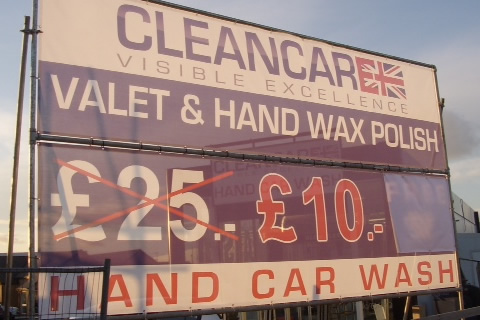 CLEANCAR
VISIBLE EXCELLENCE
VALET & HAND WAX POLISH
£25.- £10.-
HAND CAR WASH